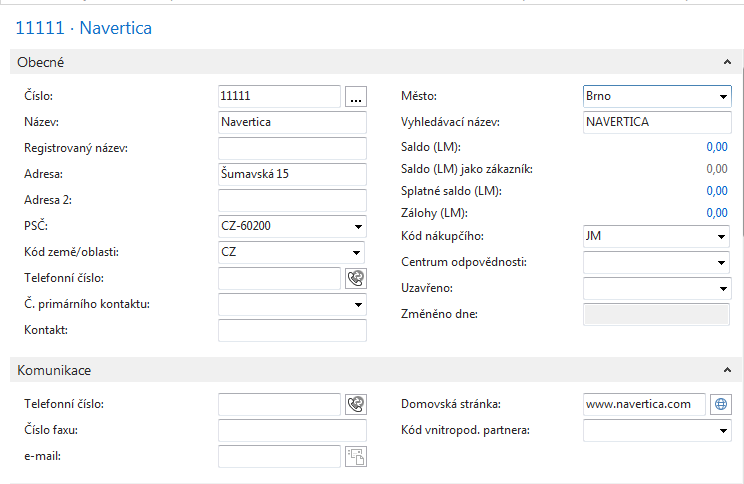 11111 · Navertica
Obecné
Číslo: 11111 ...
Název: Navertica
Registrovaný název:
Adresa: Šumavská 15
Adresa 2:
PSČ: CZ-60200
Kód země/oblasti: CZ
Telefonní číslo:
Č. primárního kontaktu:
Kontakt:
Město: Brno
Vyhledávací název: NAVERTICA
Saldo (LM): 0,00
Saldo (LM) jako zákazník: 0,00
Splatné saldo (LM): 0,00
Zálohy (LM): 0,00
Kód nákupčího: JM
Centrum odpovědnosti:
Uzavřeno:
Změněno dne:
Komunikace
Telefonní číslo:
Číslo faxu:
e-mail:
Domovská stránka: www.navertica.com
Kód vnitropod. partnera: